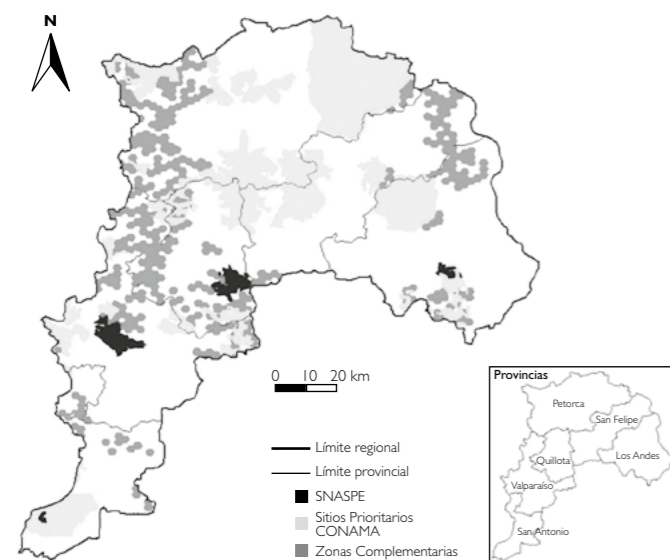 N
0 10 20 km
Límite regional
Límite provincial
SNASPE
Sitios Prioritarios
CONAMA
Zonas Complementarias
Provincias
Petorca
San Felipe
Los Andes
Quillota
Valparaíso
San Antonio